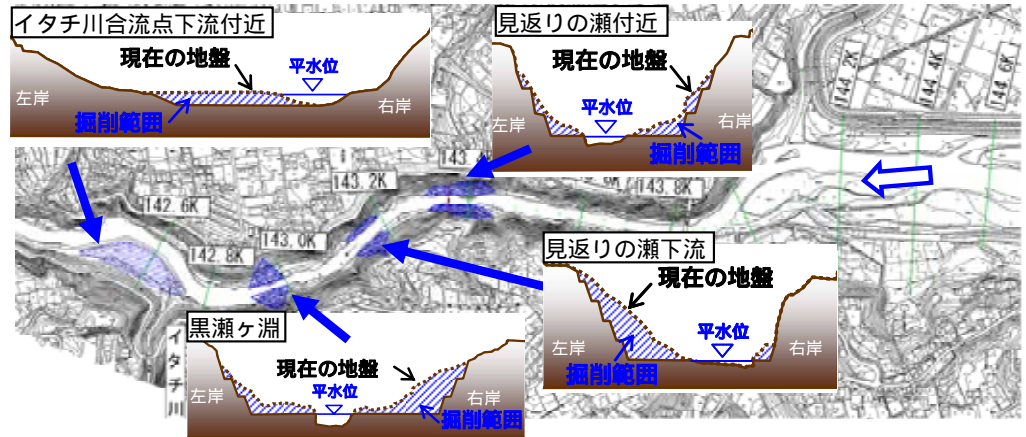 イタチ川合流点下流付近
現在の地盤
平水位
左岸
右岸
掘削範囲
見返りの瀬付近
現在の地盤
平水位
左岸
右岸
掘削範囲
144.2K
144.4K
144.6K
143.2K
143.8K
142.6K
143.0K
142.8K
見返りの瀬下流
現在の地盤
平水位
左岸
右岸
掘削範囲
黒瀬ヶ淵
現在の地盤
平水位
左岸
右岸
掘削範囲
イタチ川